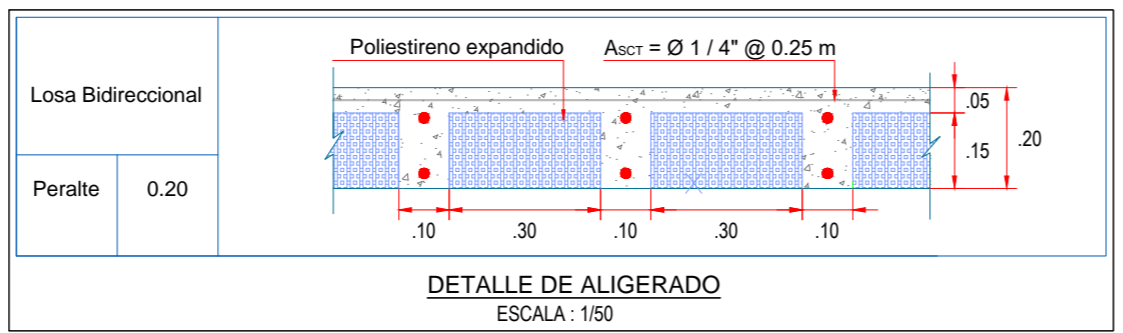 Losa Bidireccional
Peralte 0.20
Poliestireno expandido
ASCT = Ø 1 / 4" @ 0.25 m
.05
.15
.20
.10 .30 .10 .30 .10
DETALLE DE ALIGERADO
ESCALA : 1/50